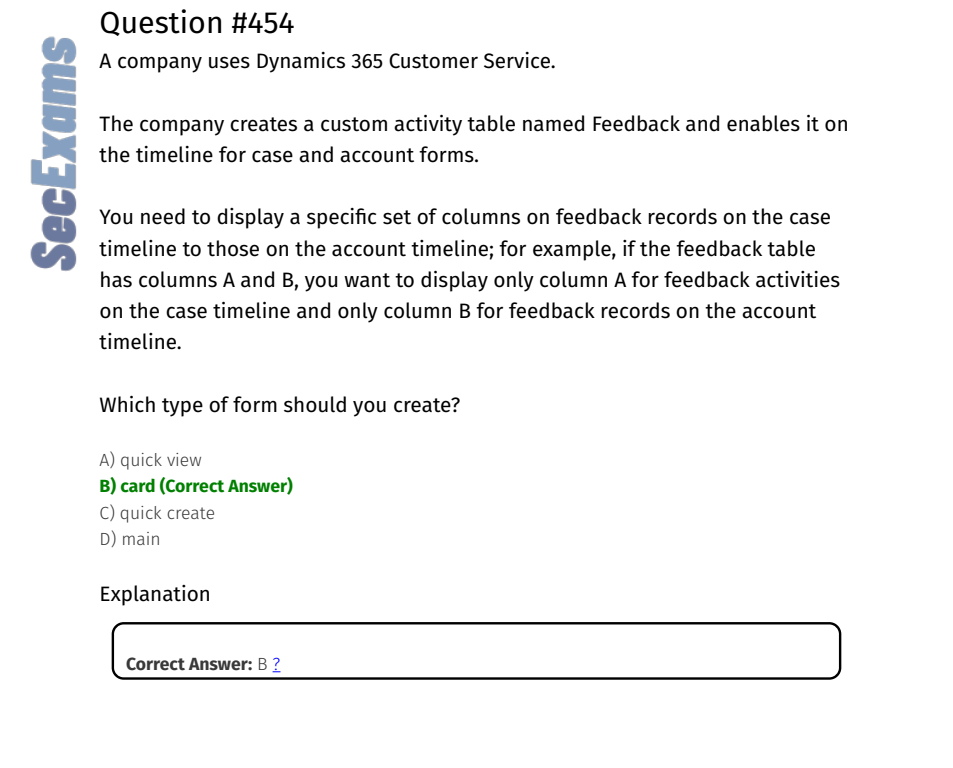 Question #454
SecExams
A company uses Dynamics 365 Customer Service.
The company creates a custom activity table named Feedback and enables it on
the timeline for case and account forms.
You need to display a specific set of columns on feedback records on the case
timeline to those on the account timeline; for example, if the feedback table
has columns A and B, you want to display only column A for feedback activities
on the case timeline and only column B for feedback records on the account
timeline.
Which type of form should you create?
A) quick view
B) card (Correct Answer)
C) quick create
D) main
Explanation
Correct Answer: B ?